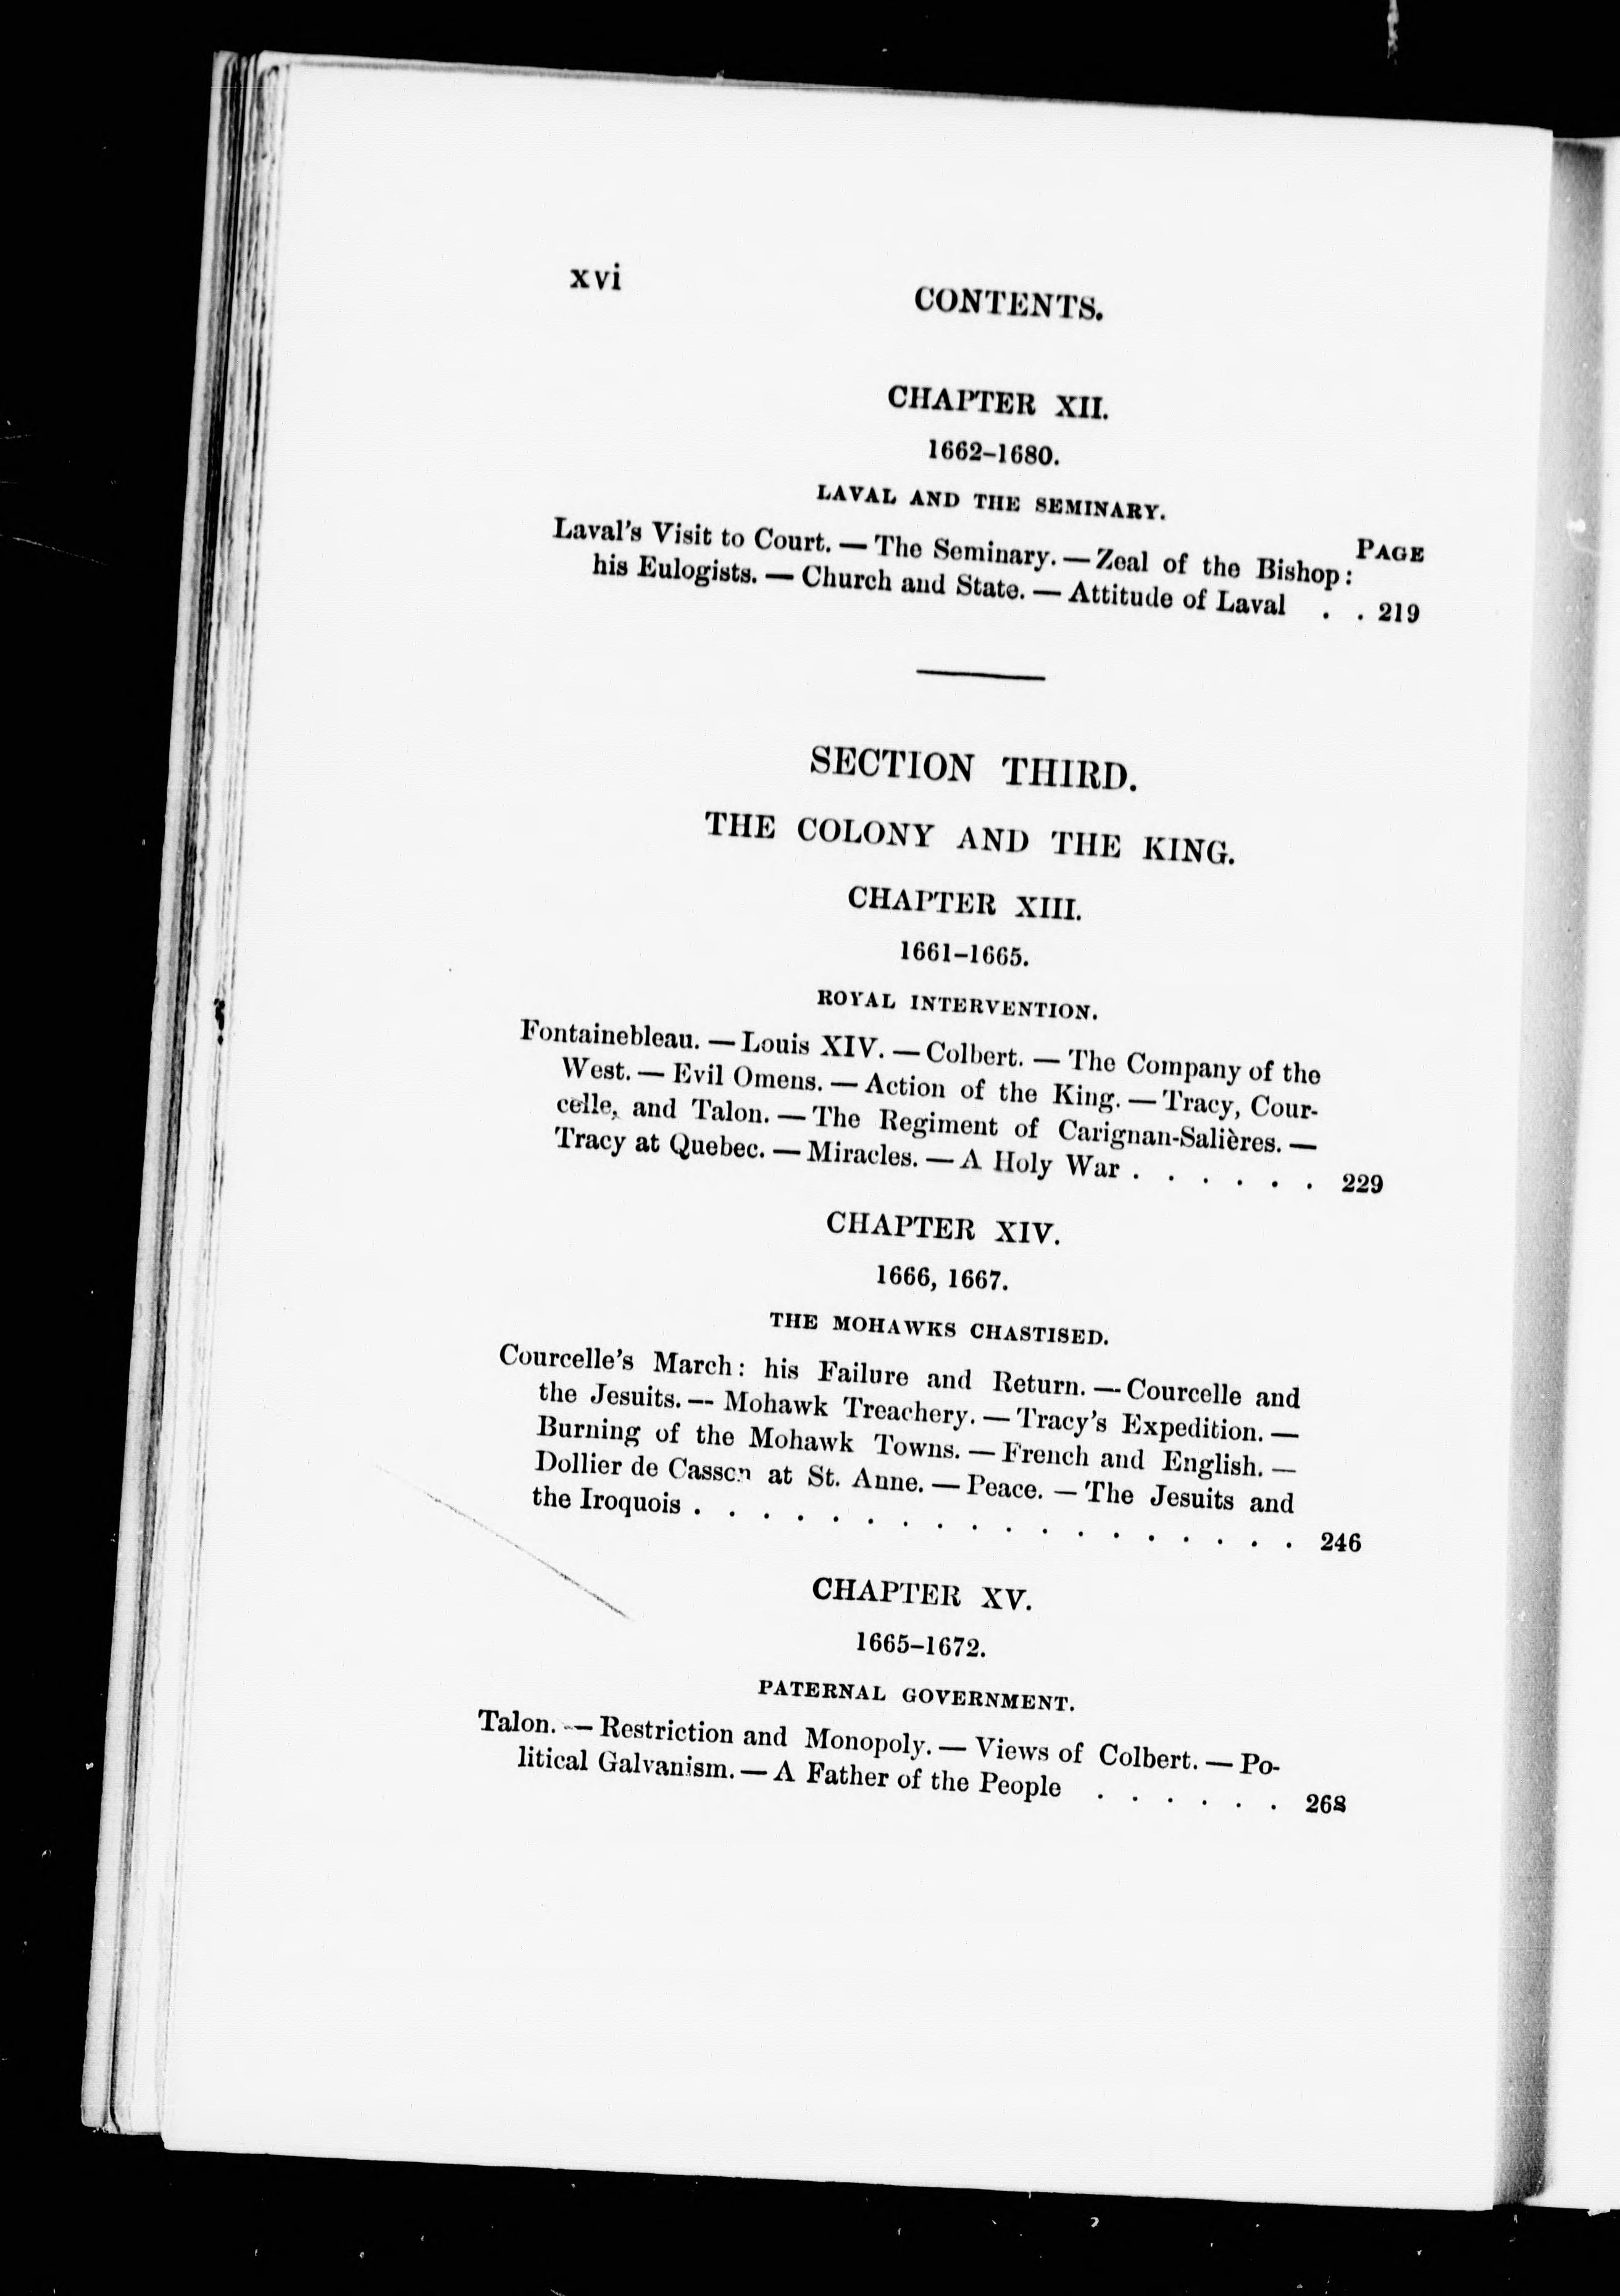 xvi
CONTENTS.
CHAPTER XII.
1662–1680.
LAVAL AND THE SEMINARY.
PAGE
Laval's Visit to Court. — The Seminary. — Zeal of the Bishop:
his Eulogists. — Church and State. — Attitude of Laval . . 219
SECTION THIRD.
THE COLONY AND THE KING.
CHAPTER XIII.
1661–1665.
ROYAL INTERVENTION.
Fontainebleau. — Louis XIV. — Colbert. — The Company of the
West. — Evil Omens. — Action of the King. — Tracy, Cour-
celle, and Talon. — The Regiment of Carignan-Salières. —
Tracy at Quebec. — Miracles. — A Holy War . . . . . . 229
CHAPTER XIV.
1666, 1667.
THE MOHAWKS CHASTISED.
Courcelle's March: his Failure and Return. — Courcelle and
the Jesuits. — Mohawk Treachery. — Tracy's Expedition. —
Burning of the Mohawk Towns. — French and English. —
Dollier de Casson at St. Anne. — Peace. — The Jesuits and
the Iroquois . . . . . . . . . . . . . . . . . . 246
CHAPTER XV.
1665–1672.
PATERNAL GOVERNMENT.
Talon. — Restriction and Monopoly. — Views of Colbert. — Po-
litical Galvanism. — A Father of the People . . . . . . 268